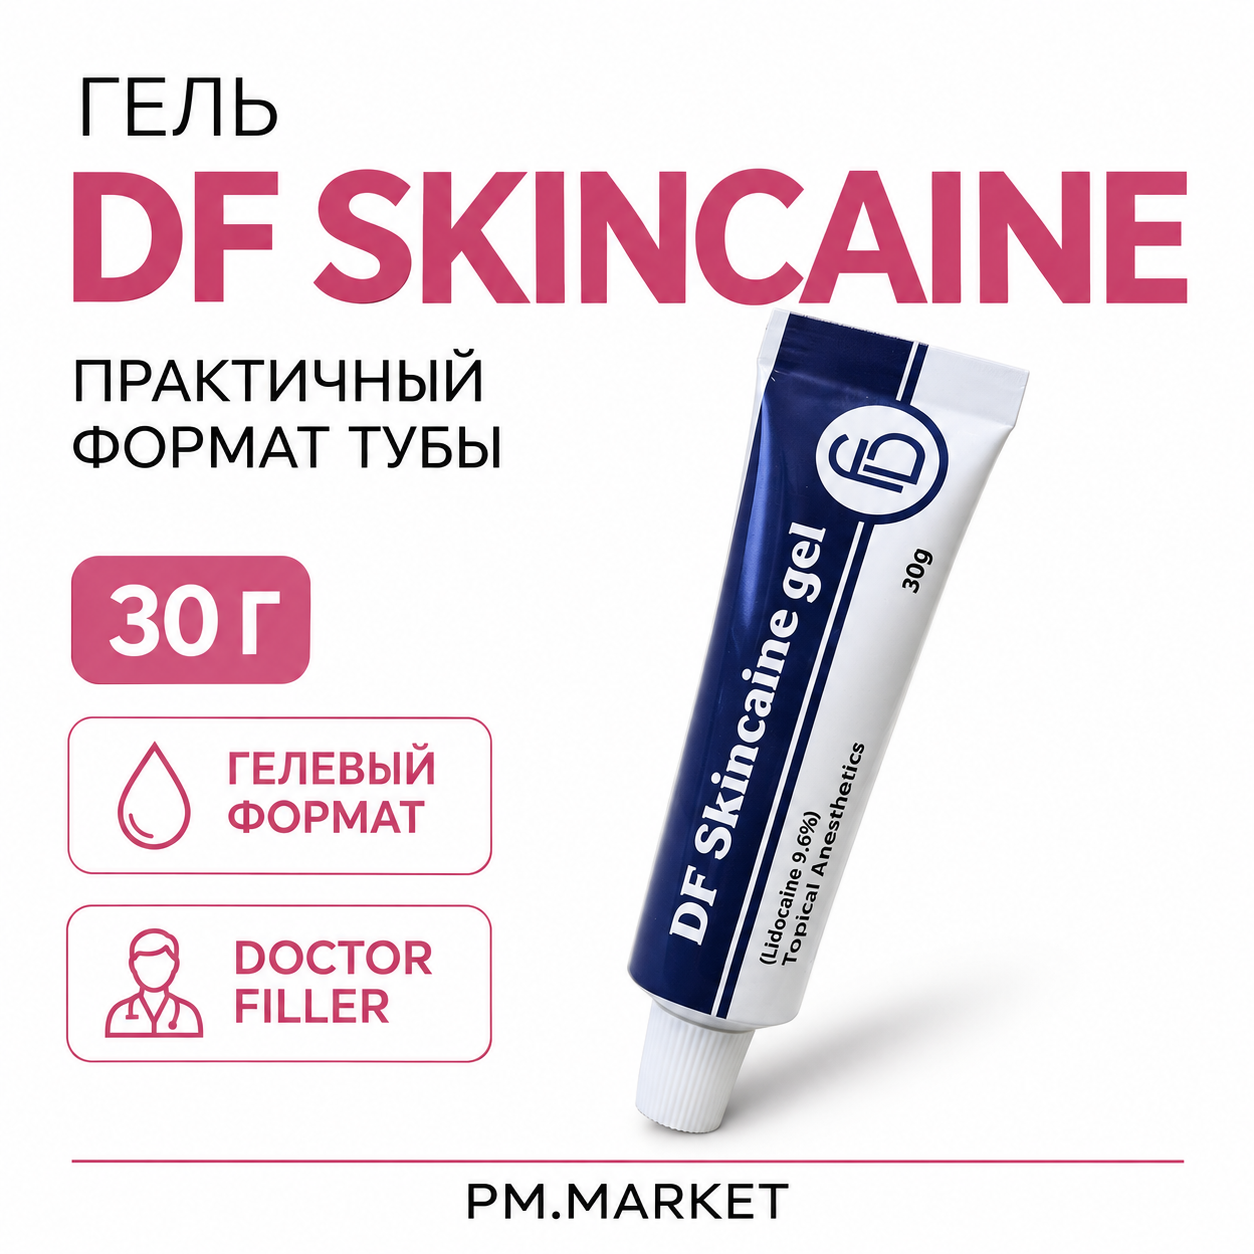 ГЕЛЬ
DF SKINCAINE
ПРАКТИЧНЫЙ
ФОРМАТ ТУБЫ
30 Г
ГЕЛЕВЫЙ
ФОРМАТ
DOCTOR
FILLER
DF Skincaine gel
30g
(Lidocaine 9.6%)
Topical Anesthetics
PM.MARKET